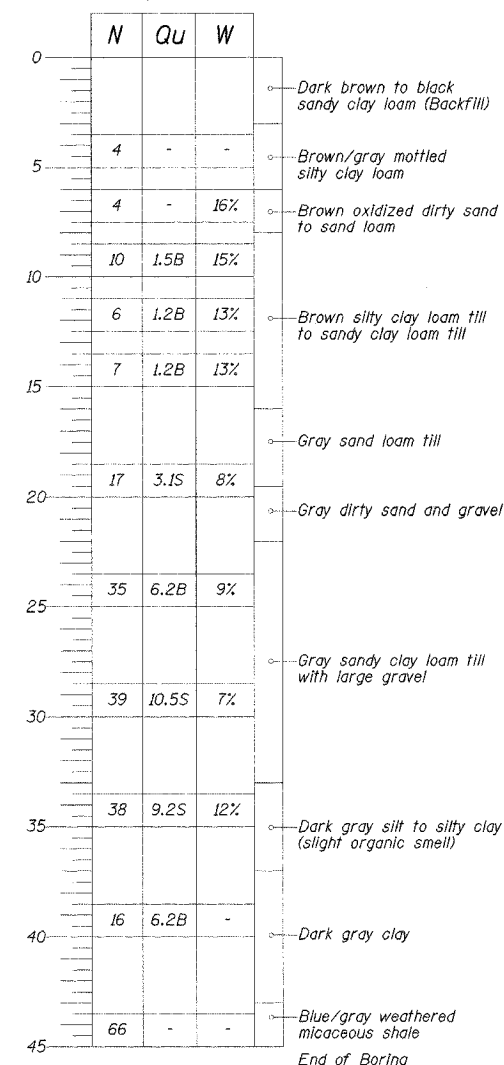 N Qu W
0
Dark brown to black
sandy clay loam (Backfill)
4 - -
Brown/gray mottled
silty clay loam
5
4 - 16%
Brown oxidized dirty sand
to sand loam
10 1.5B 15%
10
6 1.2B 13%
Brown silty clay loam till
to sandy clay loam till
7 1.2B 13%
15
Gray sand loam till
17 3.1S 8%
20
Gray dirty sand and gravel
35 6.2B 9%
25
Gray sandy clay loam till
with large gravel
39 10.5S 7%
30
38 9.2S 12%
35
Dark gray silt to silty clay
(slight organic smell)
16 6.2B -
40
Dark gray clay
Blue/gray weathered
micaceous shale
66 - -
45
End of Boring